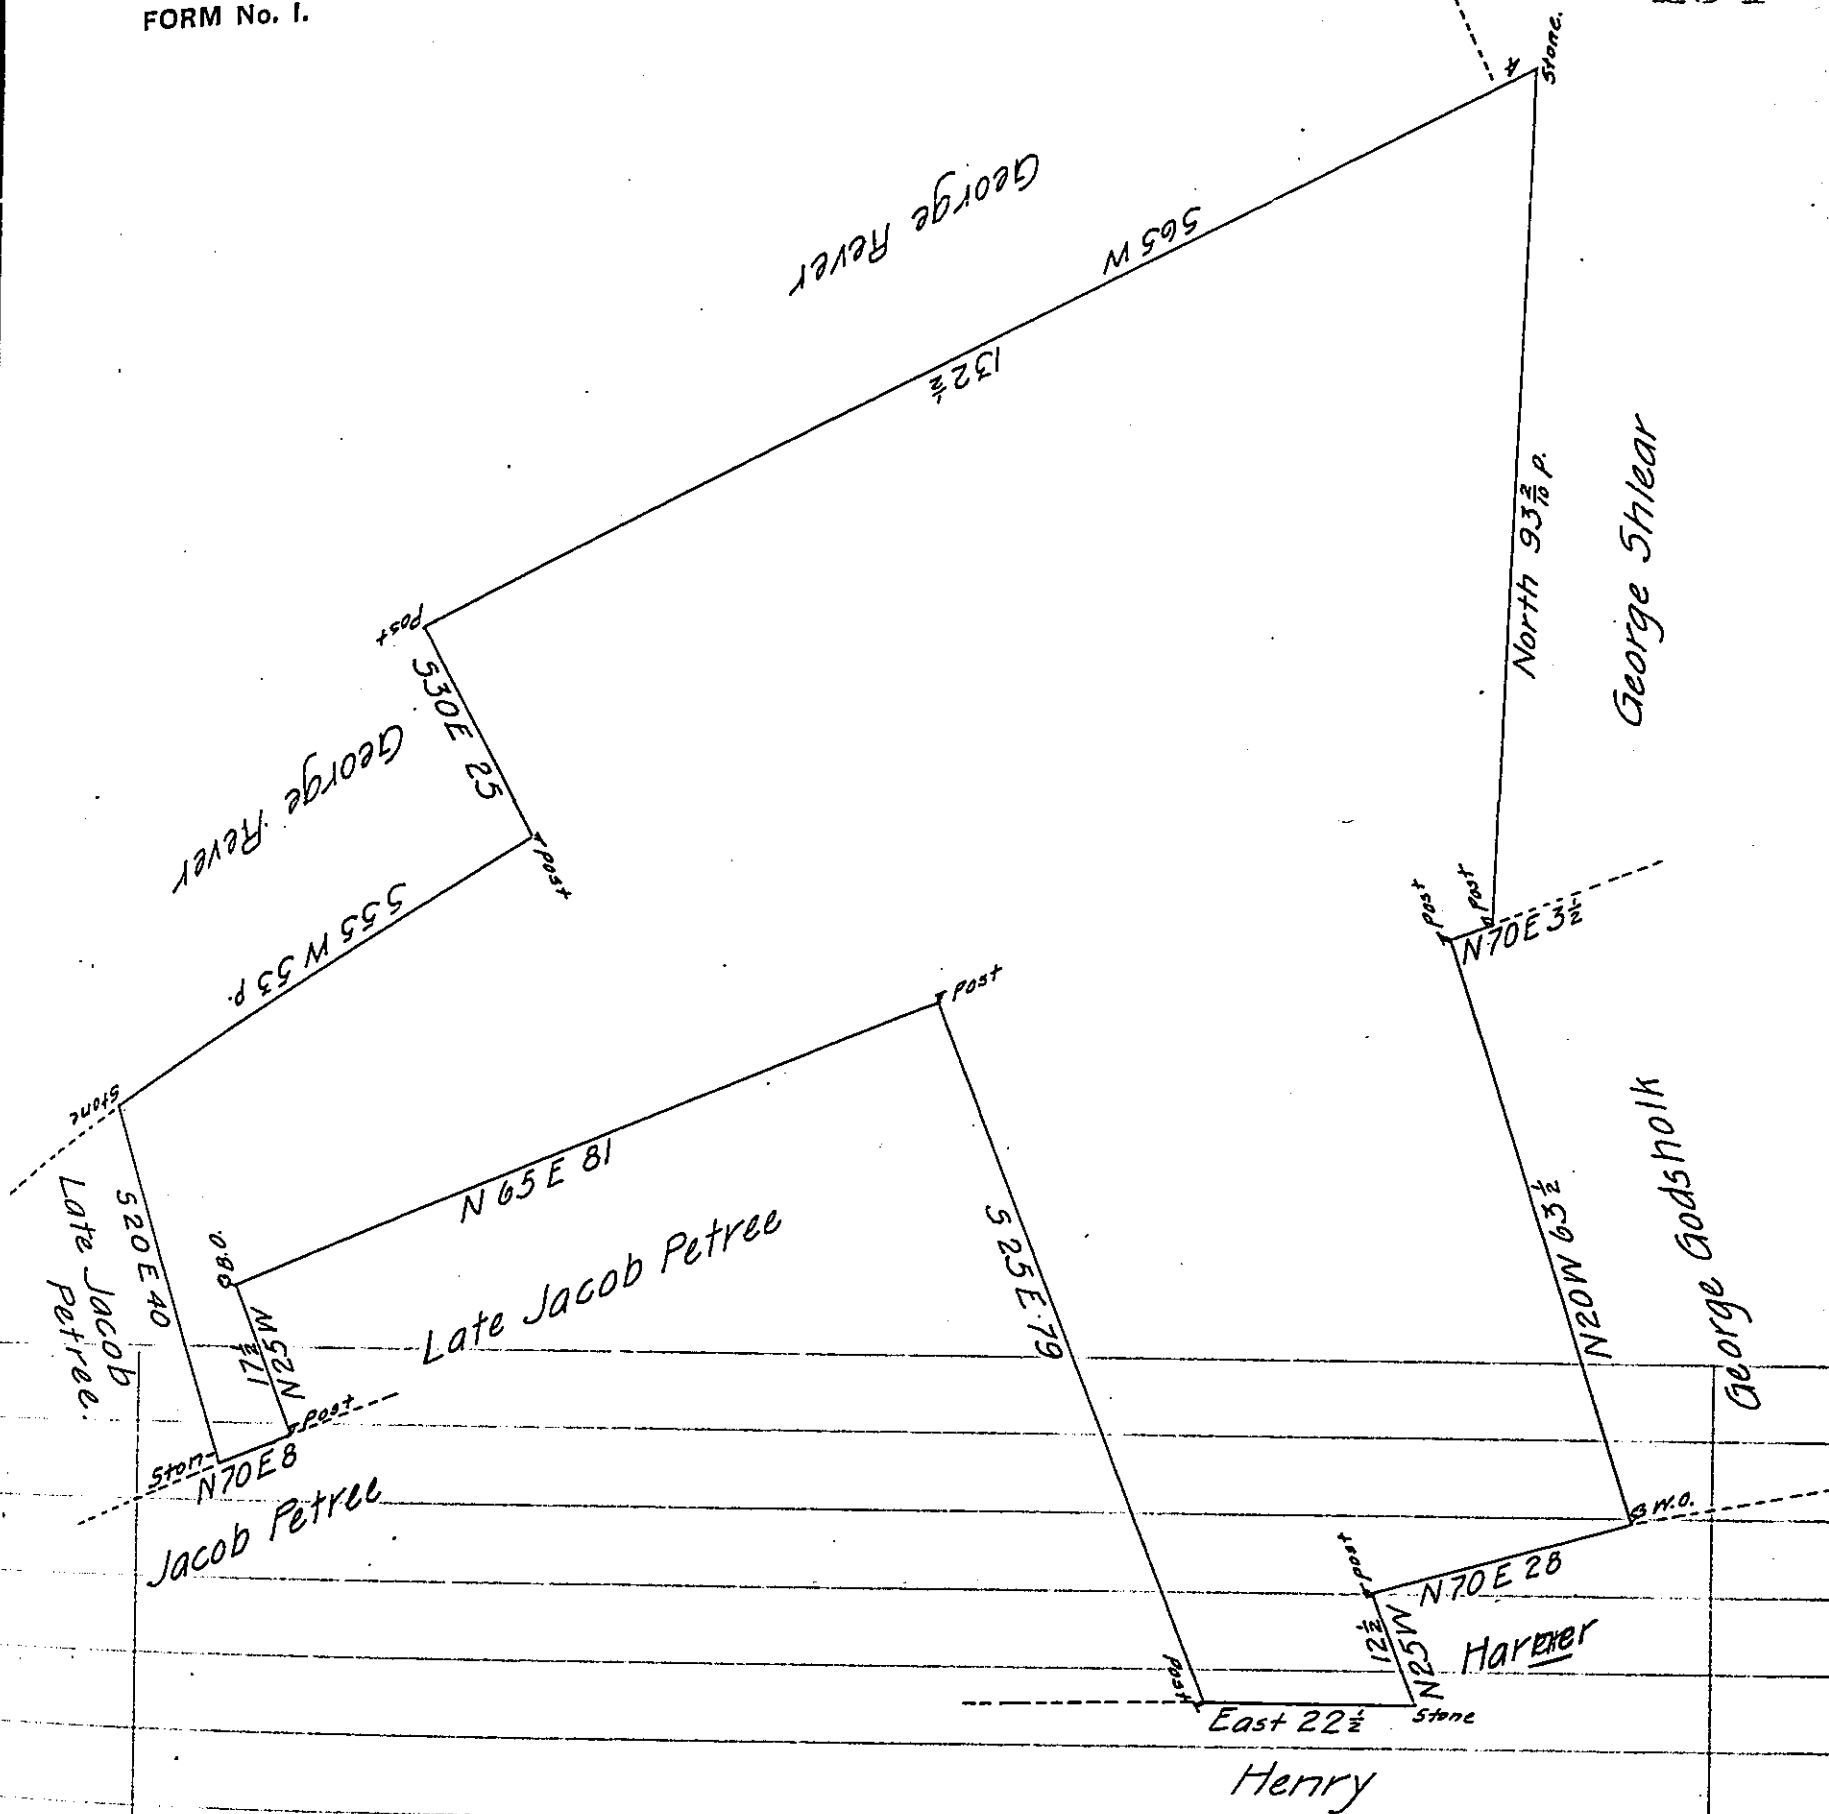 FORM No. 1.
Stone.
A
George Rever
S65W
132½
North 93 2/10 P.
George Shlear
Post
S30E 25
Post
George Rever
S55W 53 P.
Stone
Post
Post
N70E 3½
Post
N65E 81
Late Jacob Petree
S25E 79
N20W 63½
George Godsholk
S20E 40
Late Jacob
Petree.
B.O.
N25W
17½
Post
N70E 8
Jacob Petree
W.O.
Post
N70E 28
12½
N25W
Post
East 22½
Stone
Henry